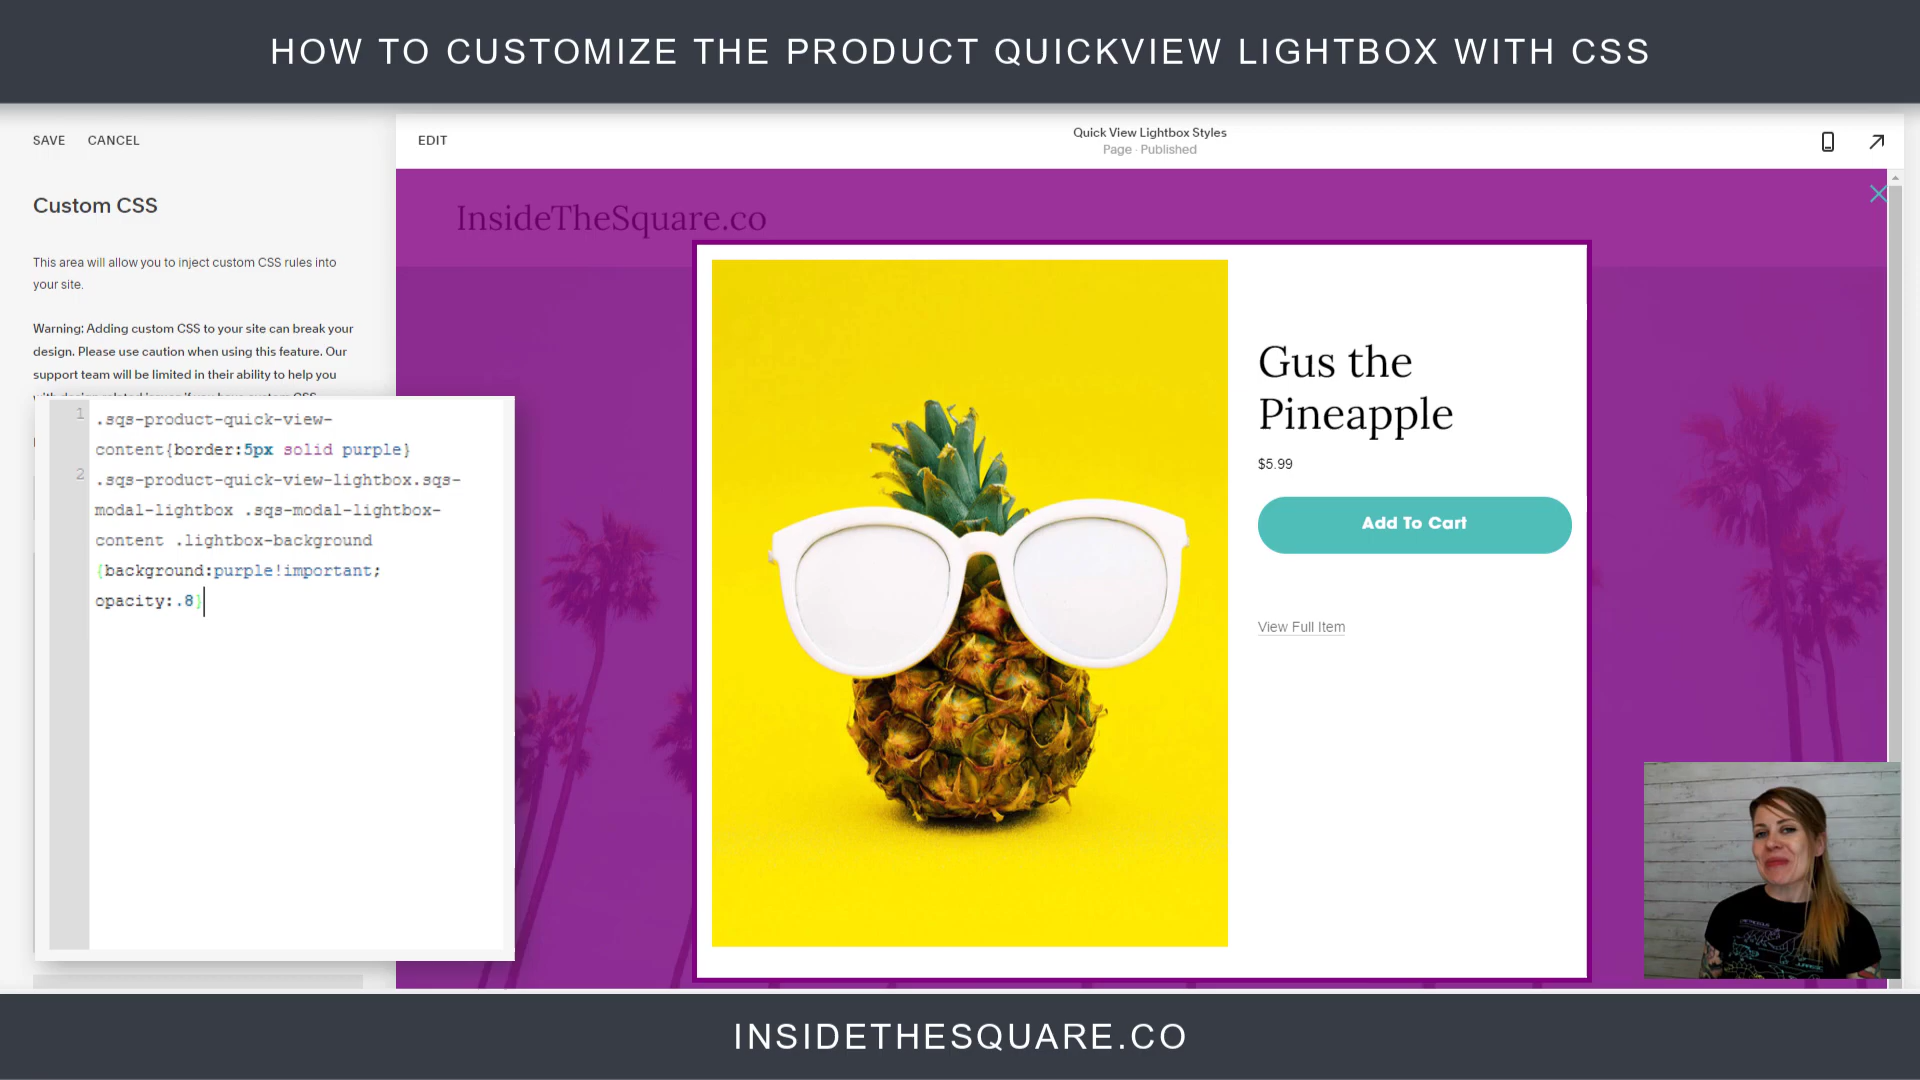 HOW TO CUSTOMIZE THE PRODUCT QUICKVIEW LIGHTBOX WITH CSS
SAVE CANCEL
EDIT
Quick View Lightbox Styles
Page · Published
Custom CSS
This area will allow you to inject custom CSS rules into
your site.
Warning: Adding custom CSS to your site can break your
design. Please use caution when using this feature. Our
support team will be limited in their ability to help you
1 .sqs-product-quick-view-
content{border:5px solid purple}
2 .sqs-product-quick-view-lightbox.sqs-
modal-lightbox .sqs-modal-lightbox-
content .lightbox-background
{background:purple!important;
opacity:.8}
InsideTheSquare.co
Gus the
Pineapple
$5.99
Add To Cart
View Full Item
INSIDETHESQUARE.CO